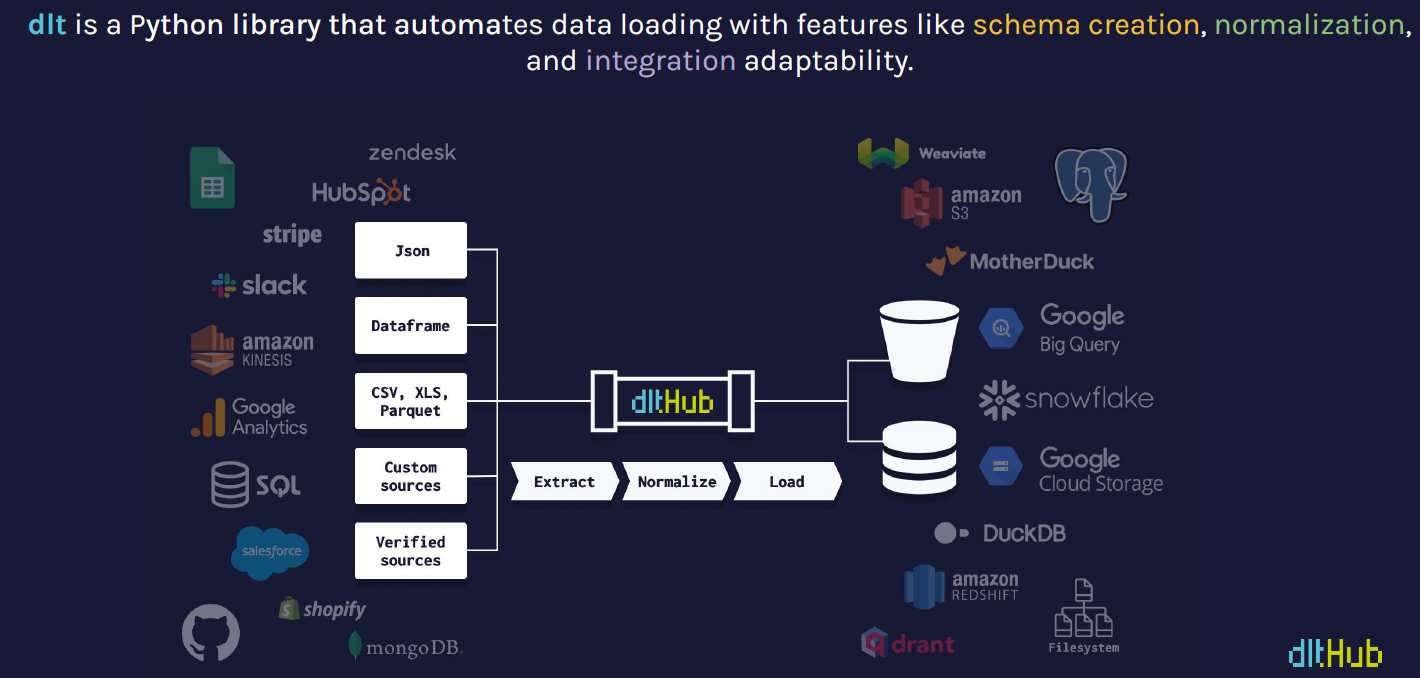 dlt is a Python library that automates data loading with features like schema creation, normalization,
and integration adaptability.
zendesk
HubSpot
stripe
slack
amazon
KINESIS
Google
Analytics
SQL
salesforce
shopify
mongoDB.
Json
Dataframe
CSV, XLS,
Parquet
Custom
sources
Verified
sources
dltHub
Extract
Normalize
Load
Weaviate
amazon
S3
MotherDuck
Google
Big Query
snowflake
Google
Cloud Storage
DuckDB
amazon
REDSHIFT
qdrant
Filesystem
dltHub